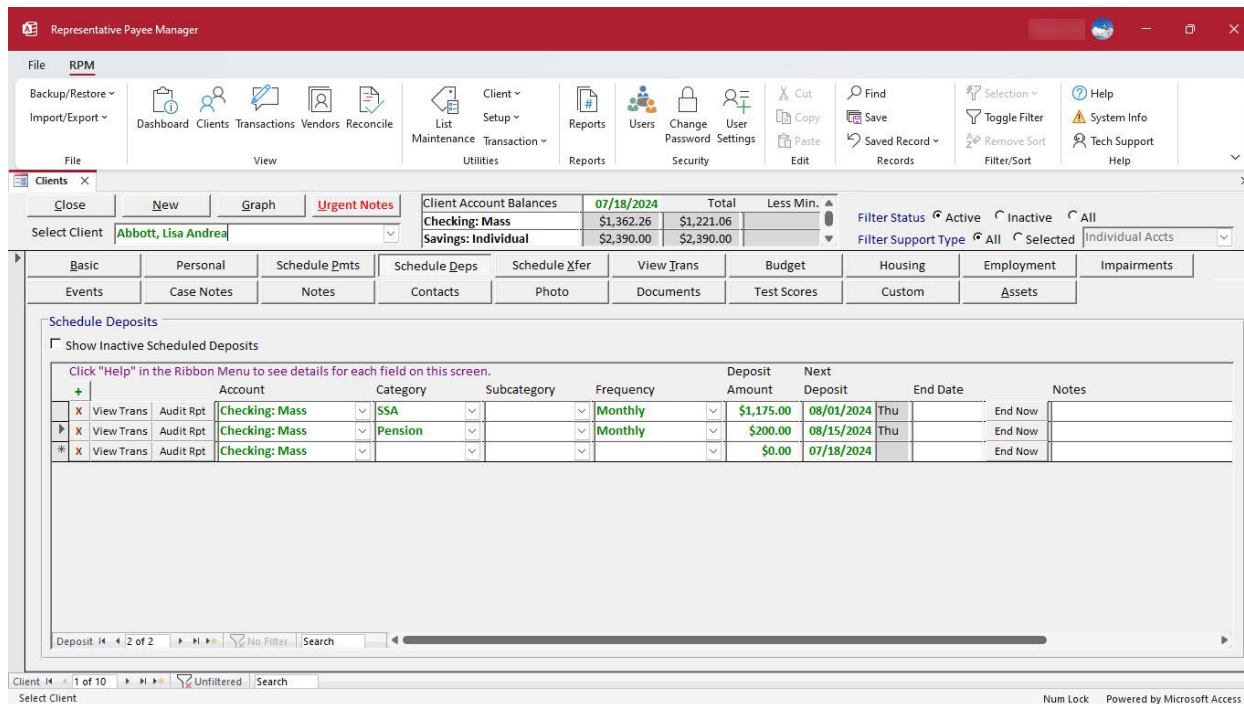 Representative Payee Manager
File RPM
Backup/Restore
Import/Export
Dashboard Clients Transactions Vendors Reconcile
List Maintenance
Client
Setup
Transaction
Reports
Users
Change Password
User Settings
Cut
Copy
Paste
Find
Save
Saved Record
Selection
Toggle Filter
Remove Sort
Help
System Info
Tech Support
File View Utilities Reports Security Edit Records Filter/Sort Help
Clients
Close New Graph Urgent Notes
Client Account Balances 07/18/2024 Total Less Min.
Checking: Mass $1,362.26 $1,221.06
Savings: Individual $2,390.00 $2,390.00
Filter Status Active Inactive All
Filter Support Type All Selected Individual Accts
Select Client Abbott, Lisa Andrea
Basic Personal Schedule Pmts Schedule Deps Schedule Xfer View Trans Budget Housing Employment Impairments
Events Case Notes Notes Contacts Photo Documents Test Scores Custom Assets
Schedule Deposits
Show Inactive Scheduled Deposits
Click "Help" in the Ribbon Menu to see details for each field on this screen.
+ Account Category Subcategory Frequency Deposit Amount Next Deposit End Date Notes
X View Trans Audit Rpt Checking: Mass SSA Monthly $1,175.00 08/01/2024 Thu End Now
X View Trans Audit Rpt Checking: Mass Pension Monthly $200.00 08/15/2024 Thu End Now
* X View Trans Audit Rpt Checking: Mass $0.00 07/18/2024 End Now
Deposit 2 of 2 No Filter Search
Client 1 of 10 Unfiltered Search
Select Client Num Lock Powered by Microsoft Access